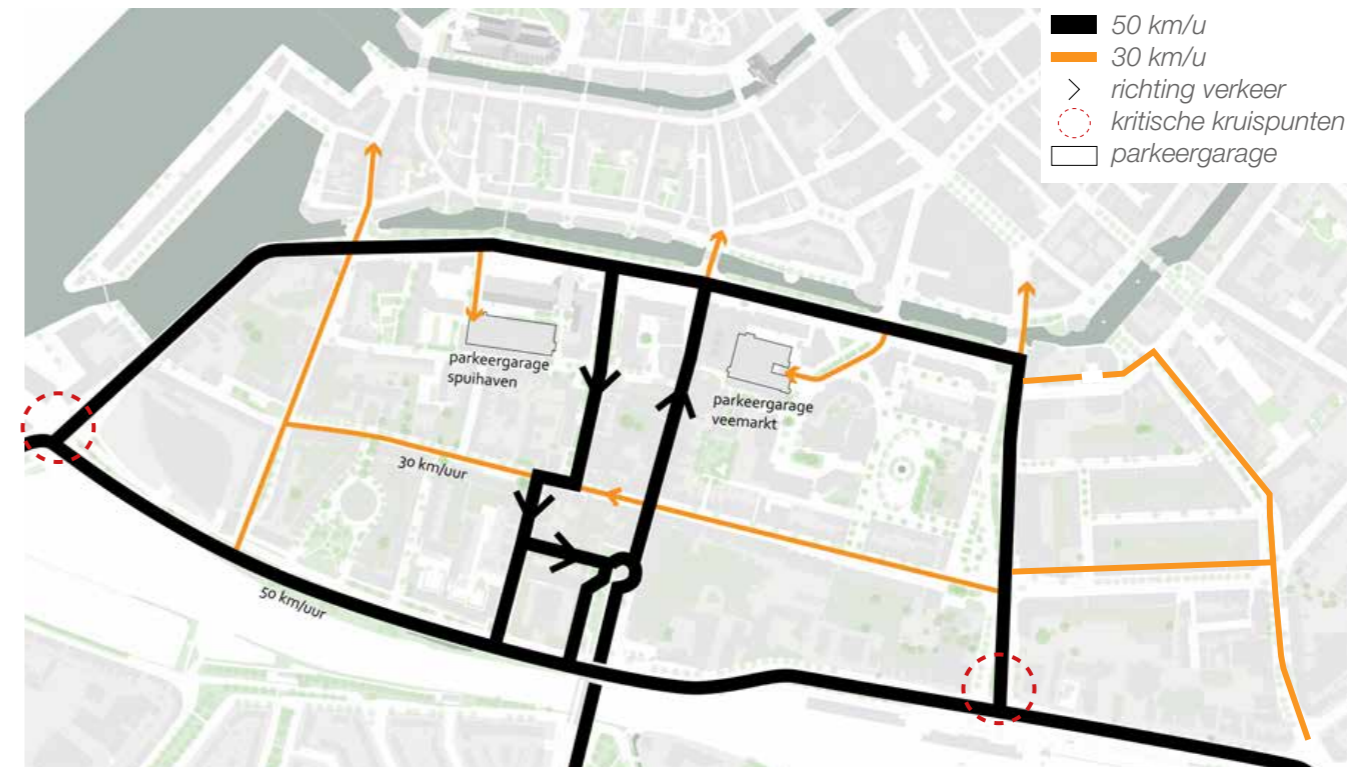 50 km/u
30 km/u
richting verkeer
kritische kruispunten
parkeergarage
parkeergarage
spuihaven
parkeergarage
veemarkt
30 km/uur
50 km/uur